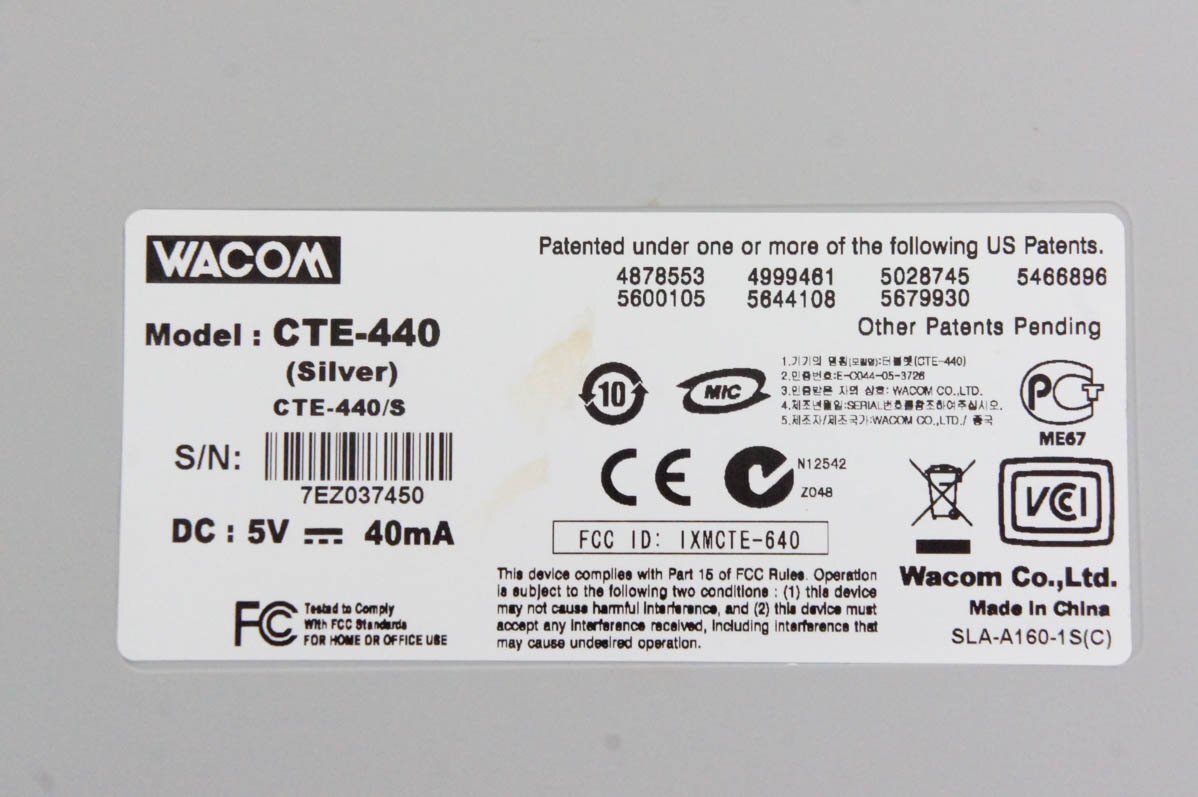 WACOM
Model : CTE-440
(Silver)
CTE-440/S
S/N:
7EZ037450
DC : 5V 40mA
FC Tested to Comply
With FCC Standards
FOR HOME OR OFFICE USE
Patented under one or more of the following US Patents.
4878553 4999461 5028745 5466896
5600105 5644108 5679930
Other Patents Pending
10
MIC
1.기기의 명칭(모델명):타블렛(CTE-440)
2.인증번호:E-C044-05-3726
3.인증받은 자의 상호: WACOM CO.,LTD.
4.제조년월일:SERIAL번호를참조하여주십시오.
5.제조자/제조국가:WACOM CO.,LTD./ 중국
PCT
ME67
CE
N12542
Z048
VCI
FCC ID: IXMCTE-640
This device complies with Part 15 of FCC Rules. Operation
is subject to the following two conditions : (1) this device
may not cause harmful interference, and (2) this device must
accept any interference received, including interference that
may cause undesired operation.
Wacom Co.,Ltd.
Made in China
SLA-A160-1S(C)